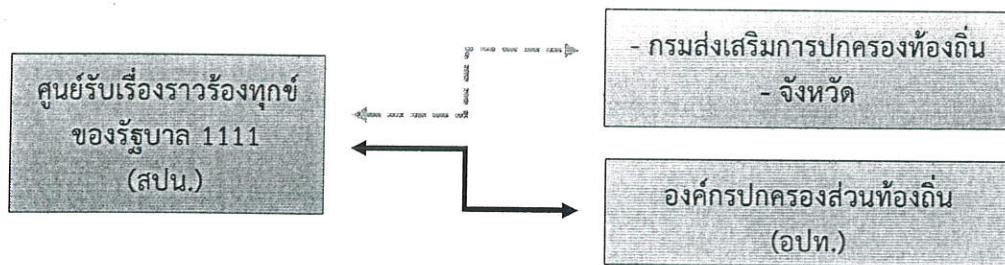 ศูนย์รับเรื่องราวร้องทุกข์
ของรัฐบาล 1111
(สปน.)
- กรมส่งเสริมการปกครองท้องถิ่น
- จังหวัด
องค์กรปกครองส่วนท้องถิ่น
(อปท.)